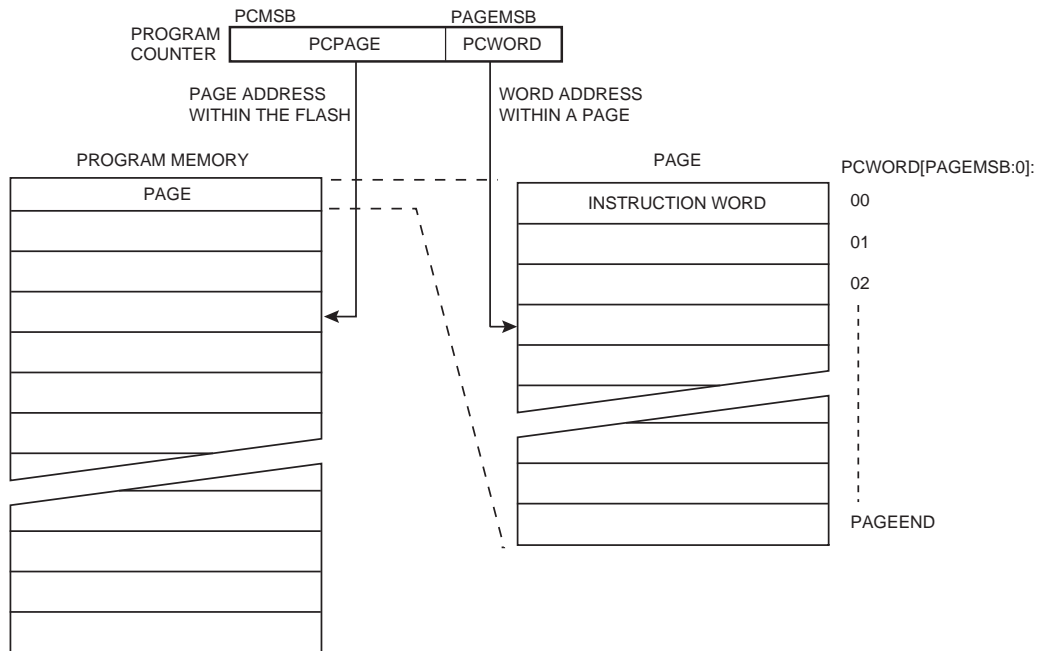 PCMSB
PAGEMSB
PROGRAM
COUNTER
PCPAGE
PCWORD
PAGE ADDRESS
WITHIN THE FLASH
WORD ADDRESS
WITHIN A PAGE
PROGRAM MEMORY
PAGE
PAGE
INSTRUCTION WORD
PCWORD[PAGEMSB:0]:
00
01
02
PAGEEND